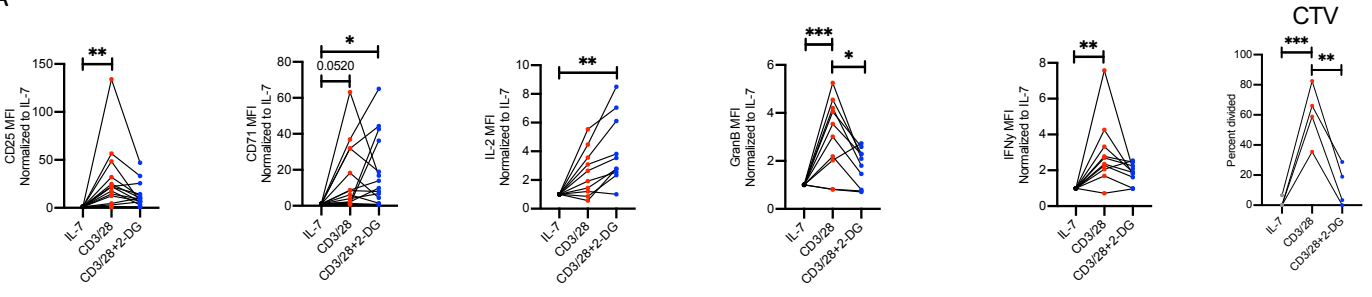 A
CD25 MFI
Normalized to IL-7
150
100
50
0
**
IL-7
CD3/28
CD3/28+2-DG
CD71 MFI
Normalized to IL-7
80
60
40
20
0
*
0.0520
IL-7
CD3/28
CD3/28+2-DG
IL-2 MFI
Normalized to IL-7
10
8
6
4
2
0
**
IL-7
CD3/28
CD3/28+2-DG
GranB MFI
Normalized to IL-7
6
4
2
0
***
*
IL-7
CD3/28
CD3/28+2-DG
IFNy MFI
Normalized to IL-7
8
6
4
2
0
**
IL-7
CD3/28
CD3/28+2-DG
CTV
Percent divided
100
80
60
40
20
0
***
**
IL-7
CD3/28
CD3/28+2-DG